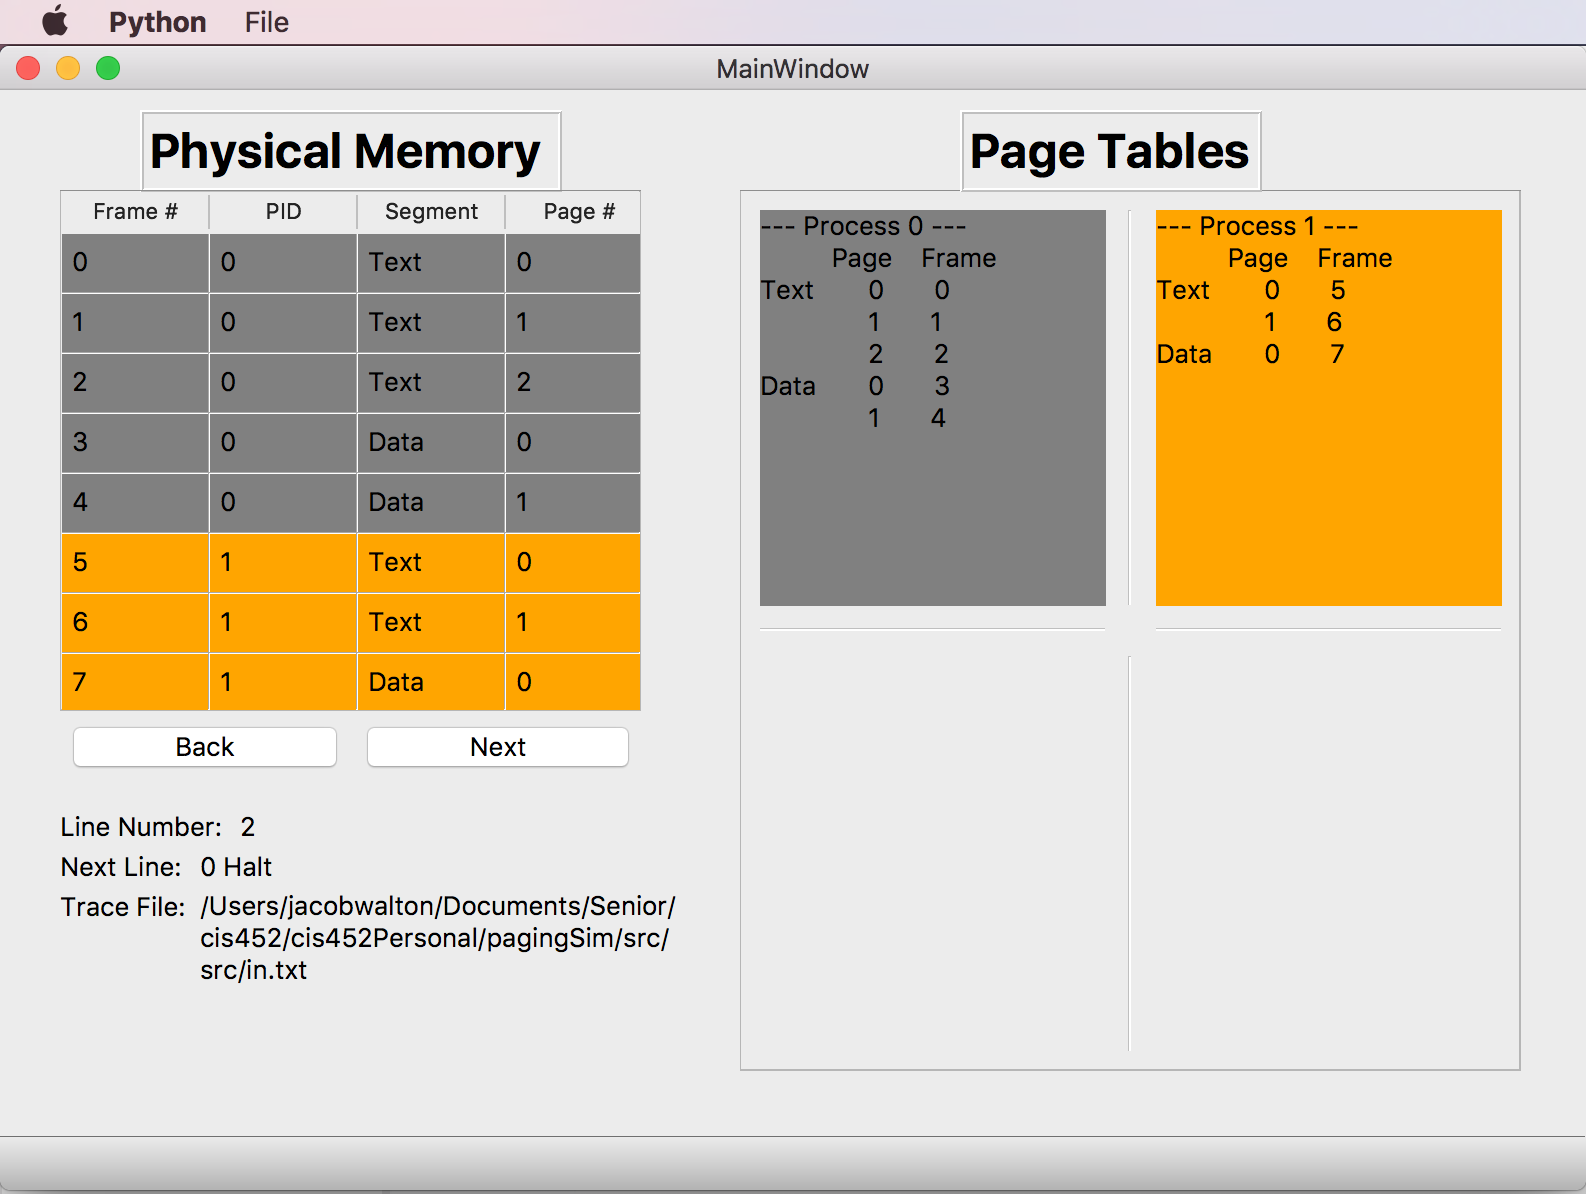 Python File
MainWindow
Physical Memory
Frame # PID Segment Page #
0 0 Text 0
1 0 Text 1
2 0 Text 2
3 0 Data 0
4 0 Data 1
5 1 Text 0
6 1 Text 1
7 1 Data 0
Back Next
Line Number: 2
Next Line: 0 Halt
Trace File: /Users/jacobwalton/Documents/Senior/
cis452/cis452Personal/pagingSim/src/
src/in.txt
Page Tables
--- Process 0 ---
Page Frame
Text 0 0
1 1
2 2
Data 0 3
1 4
--- Process 1 ---
Page Frame
Text 0 5
1 6
Data 0 7